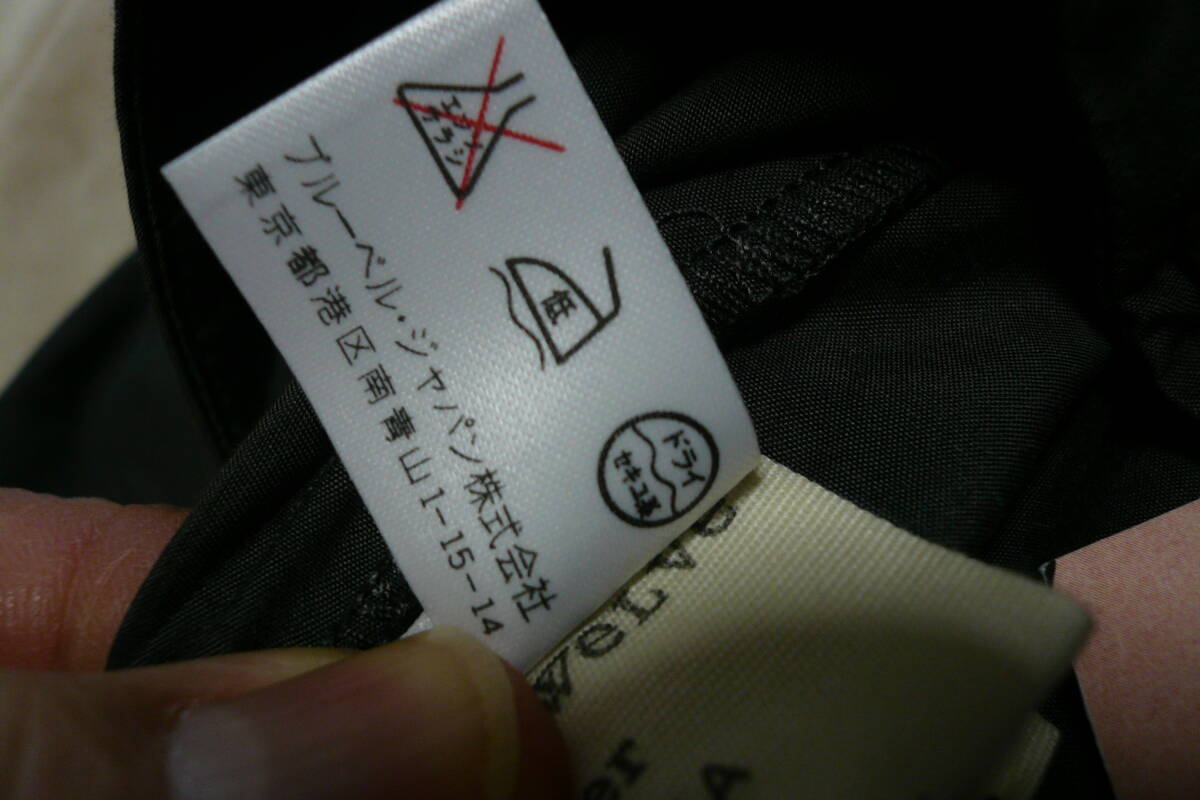 エンソ
サラシ
低
ドライ
セキユ系
ブルーベル・ジャパン株式会社
東京都港区南青山1-15-14